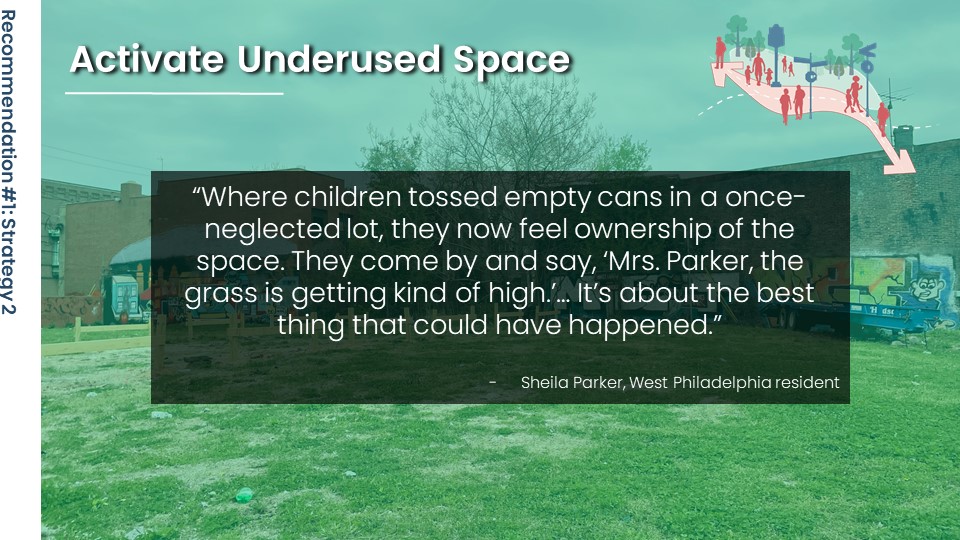 Recommendation #1: Strategy 2
Activate Underused Space
“Where children tossed empty cans in a once-
neglected lot, they now feel ownership of the
space. They come by and say, ‘Mrs. Parker, the
grass is getting kind of high.’… It’s about the best
thing that could have happened.”
- Sheila Parker, West Philadelphia resident